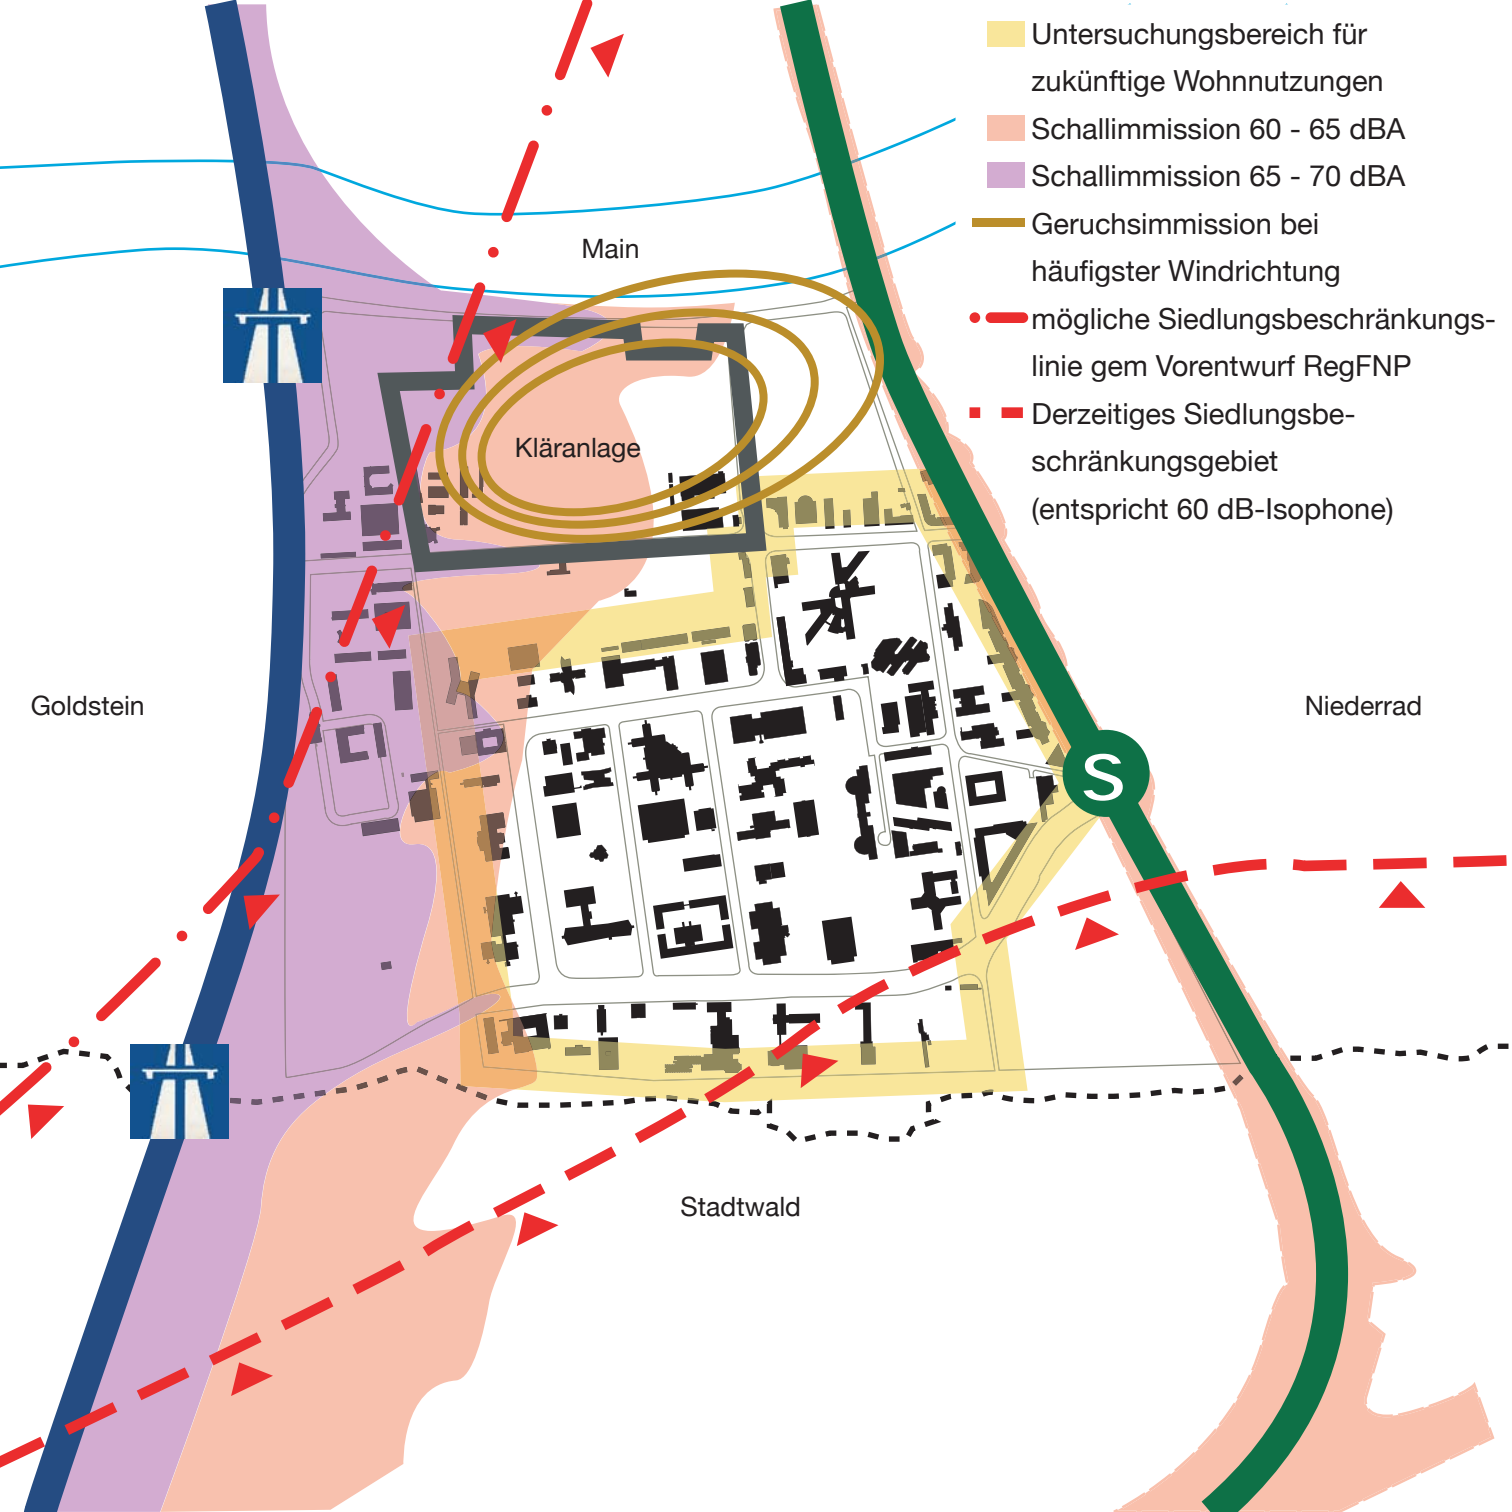 Untersuchungsbereich für
zukünftige Wohnnutzungen
Schallimmission 60 - 65 dBA
Schallimmission 65 - 70 dBA
Geruchsimmission bei
häufigster Windrichtung
mögliche Siedlungsbeschränkungs-
linie gem Vorentwurf RegFNP
Derzeitiges Siedlungsbe-
schränkungsgebiet
(entspricht 60 dB-Isophone)
Main
Kläranlage
Goldstein
Niederrad
S
Stadtwald